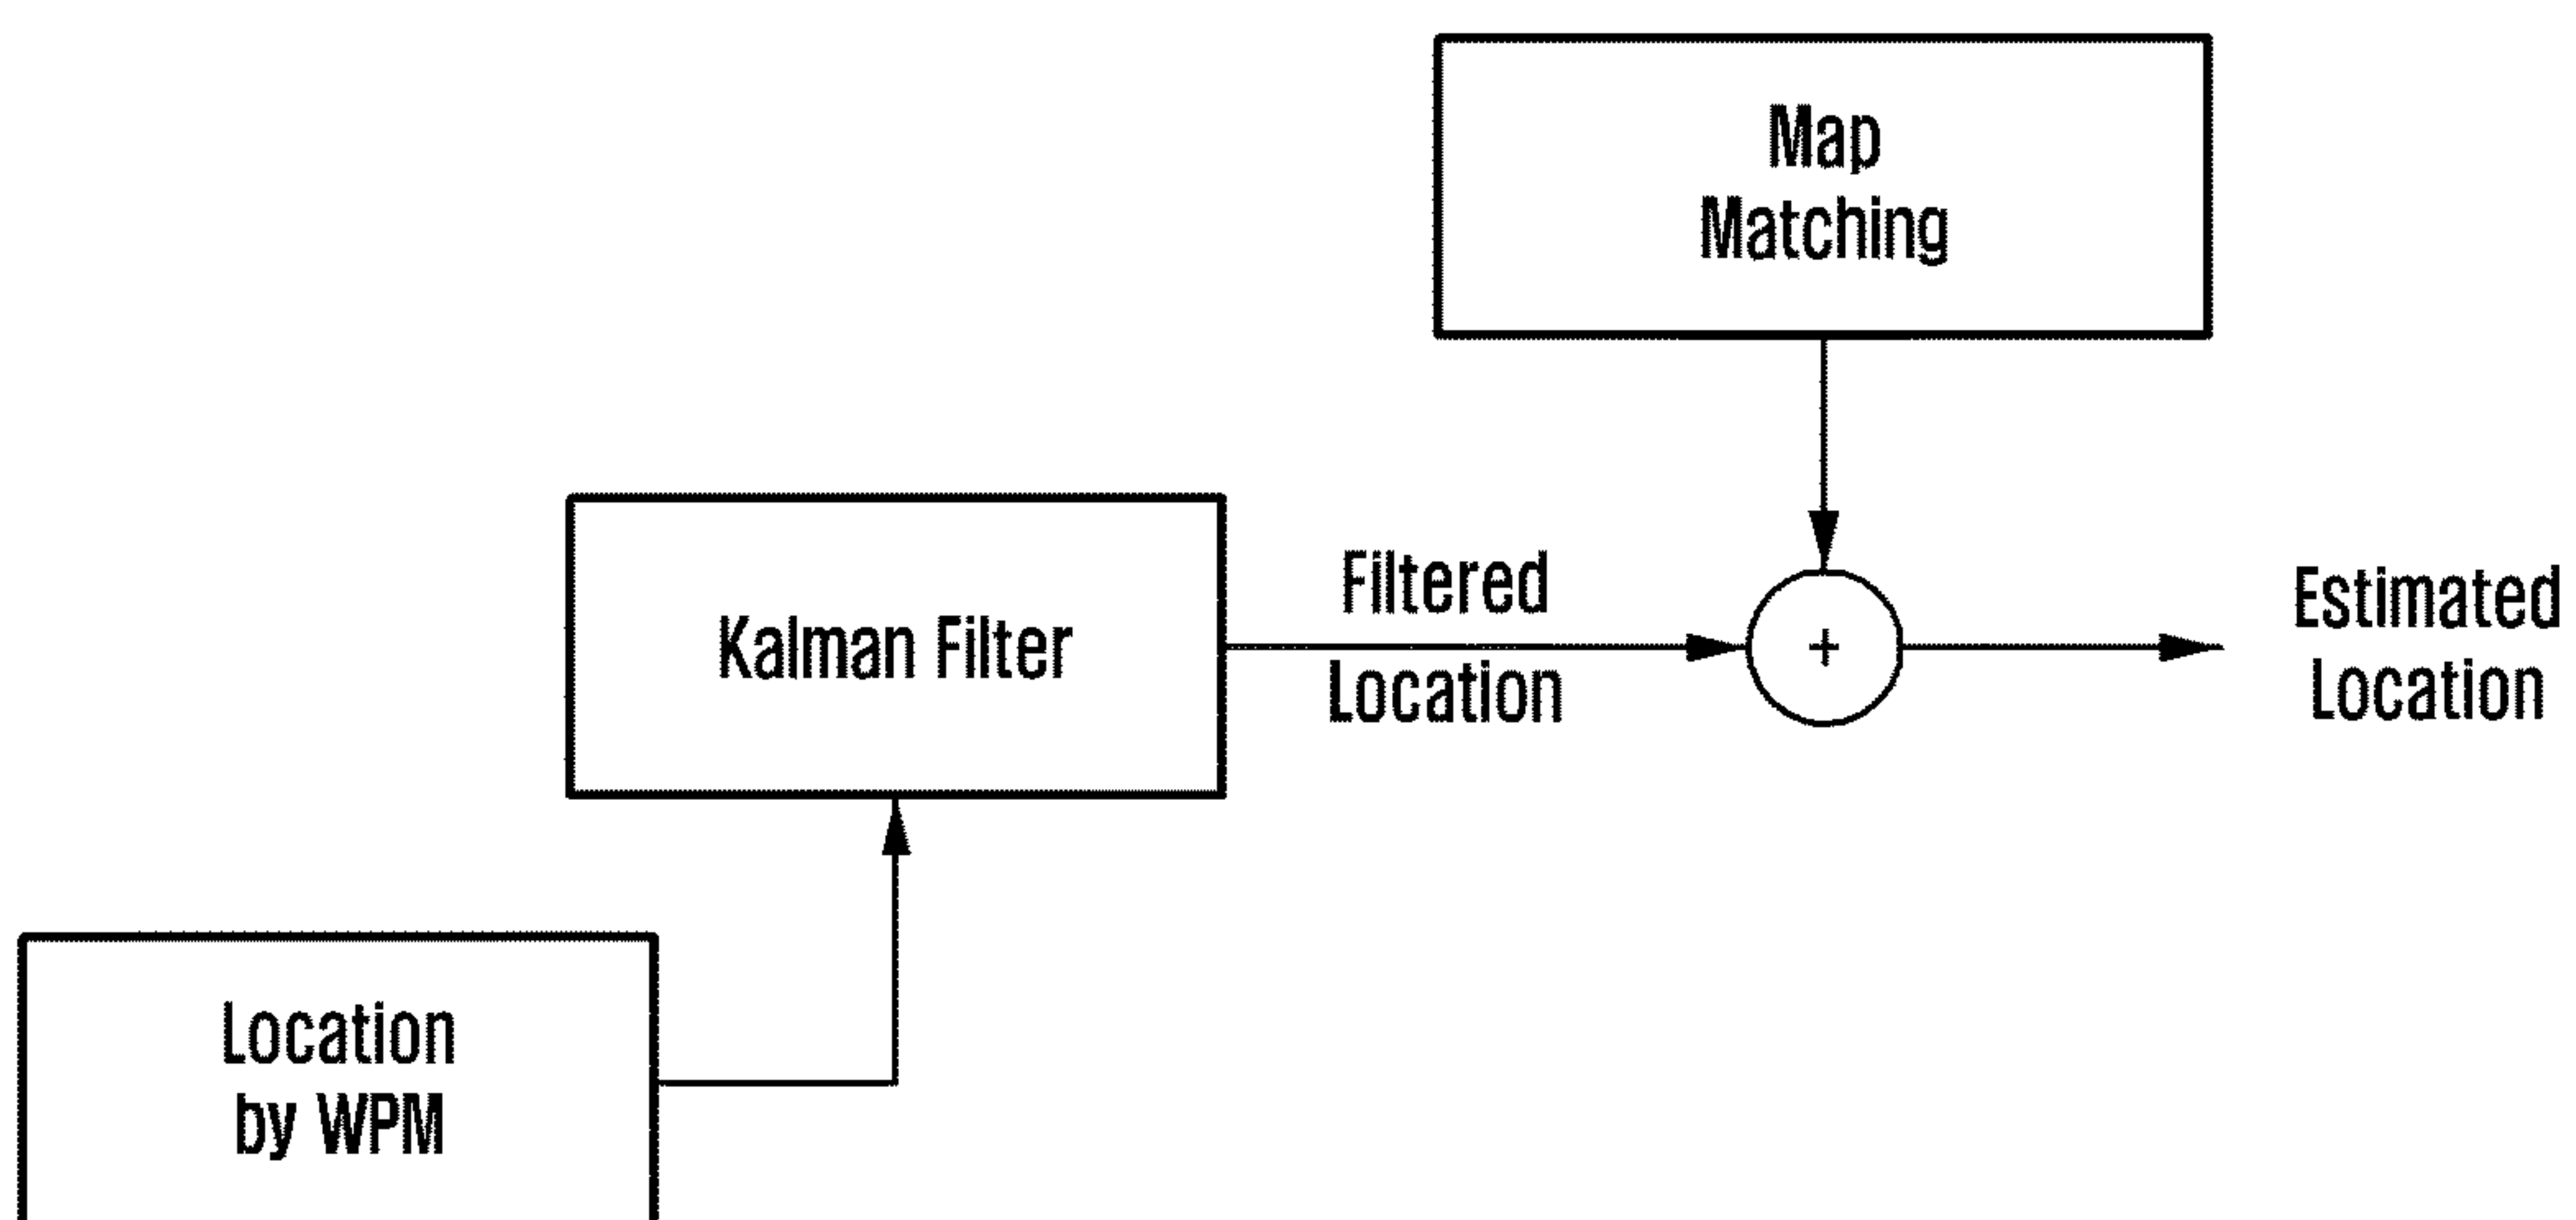 Map
Matching
Kalman Filter
Filtered
Location
+
Estimated
Location
Location
by WPM